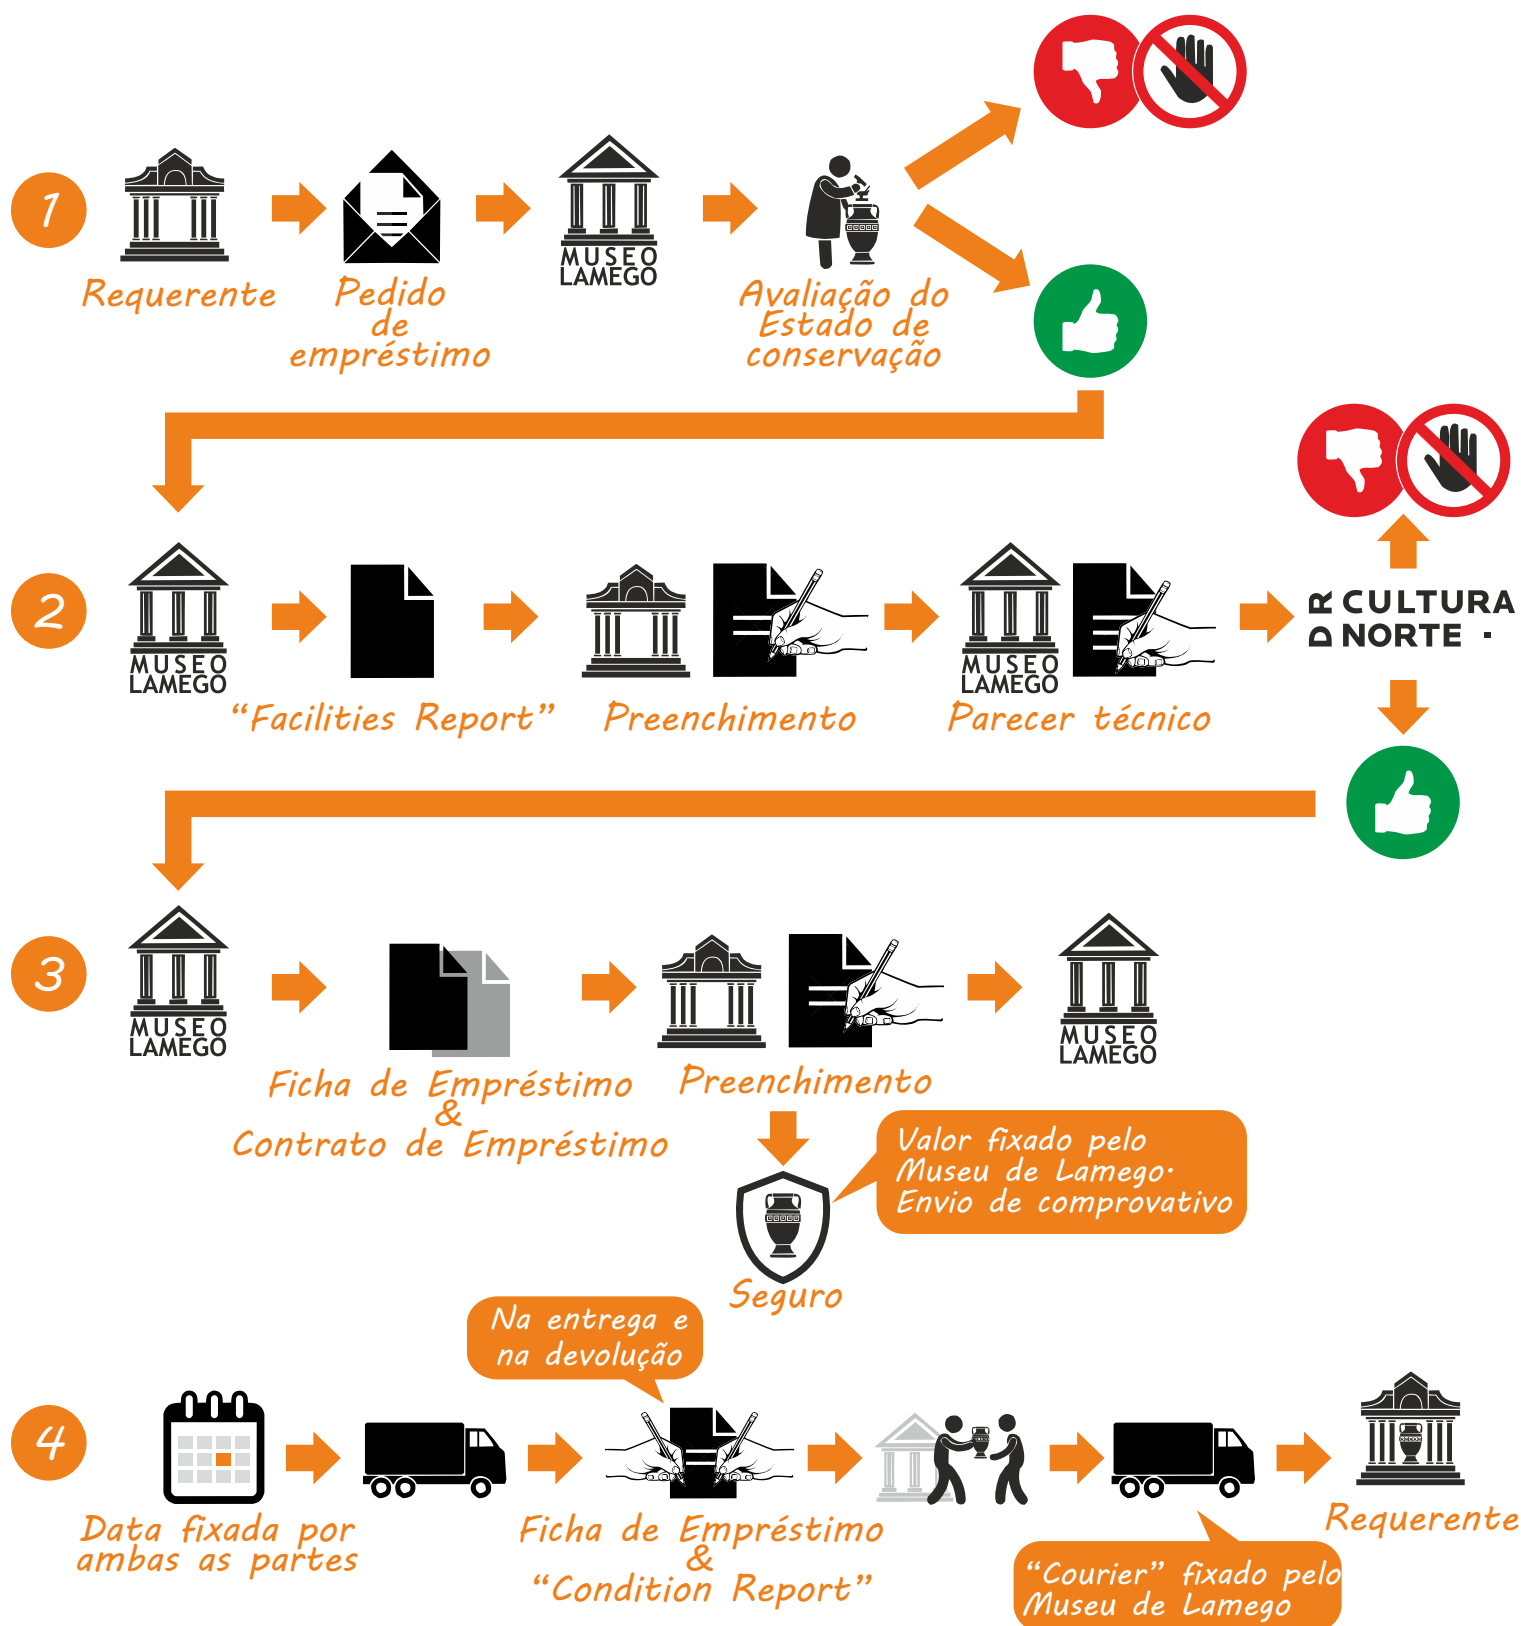 1
MUSEO
LAMEGO
Requerente
Pedido
de
empréstimo
Avaliação do
Estado de
conservação
2
MUSEO
LAMEGO
MUSEO
LAMEGO
DR CULTURA
NORTE
“Facilities Report”
Preenchimento
Parecer técnico
3
MUSEO
LAMEGO
MUSEO
LAMEGO
Ficha de Empréstimo
&
Contrato de Empréstimo
Preenchimento
Valor fixado pelo
Museu de Lamego.
Envio de comprovativo
Seguro
Na entrega e
na devolução
4
Data fixada por
ambas as partes
Ficha de Empréstimo
&
“Condition Report”
Requerente
“Courier” fixado pelo
Museu de Lamego